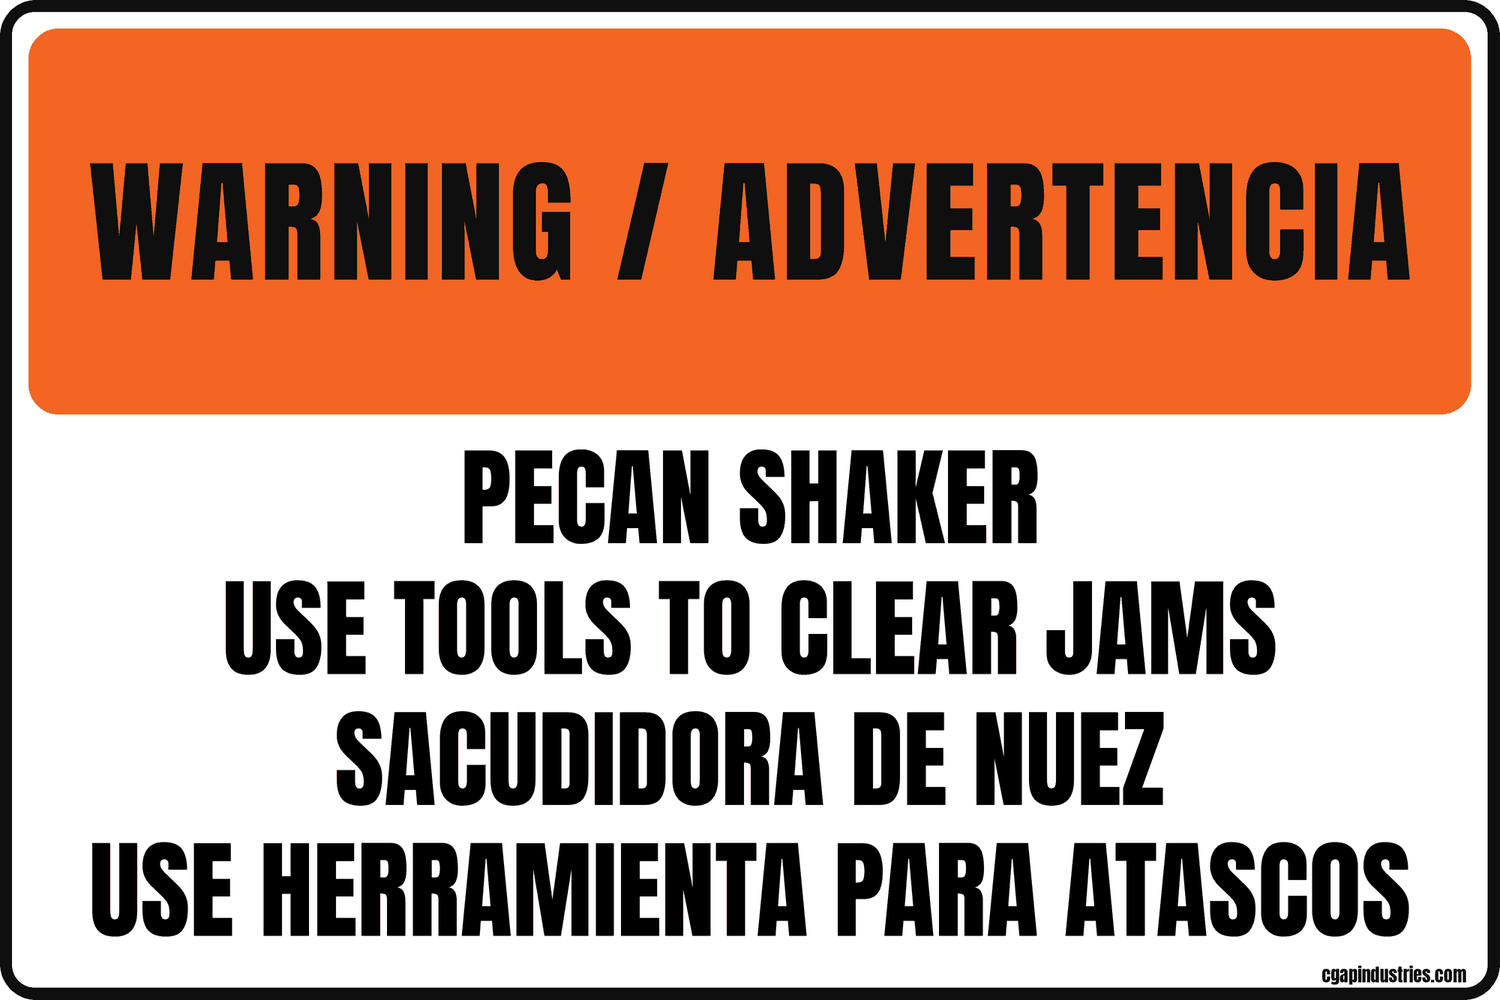 WARNING / ADVERTENCIA
PECAN SHAKER
USE TOOLS TO CLEAR JAMS
SACUDIDORA DE NUEZ
USE HERRAMIENTA PARA ATASCOS
cgapindustries.com